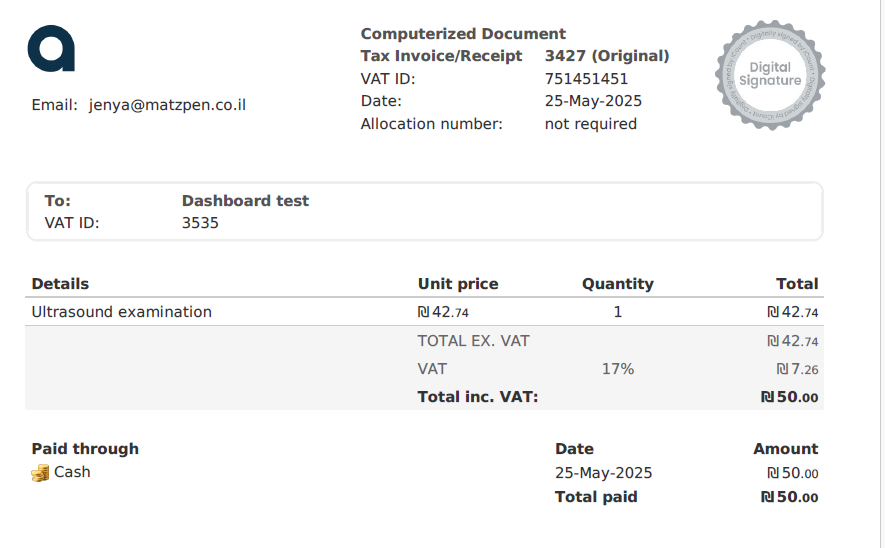 Computerized Document
Tax Invoice/Receipt 3427 (Original)
VAT ID: 751451451
Date: 25-May-2025
Allocation number: not required
Email: jenya@matzpen.co.il
Digital
Signature
To: Dashboard test
VAT ID: 3535
Details Unit price Quantity Total
Ultrasound examination ₪42.74 1 ₪42.74
TOTAL EX. VAT ₪42.74
VAT 17% ₪7.26
Total inc. VAT: ₪50.00
Paid through Date Amount
Cash 25-May-2025 ₪50.00
Total paid ₪50.00